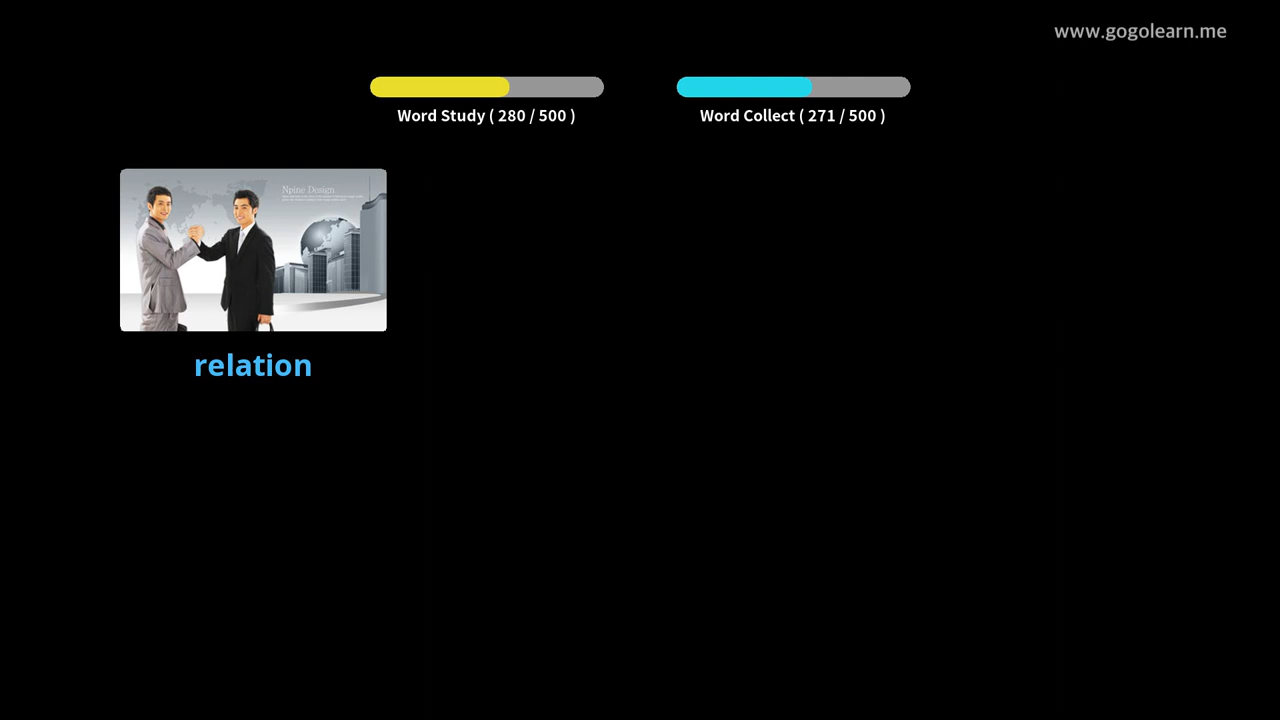 www.gogolearn.me
Word Study ( 280 / 500 )
Word Collect ( 271 / 500 )
Npine Design
relation